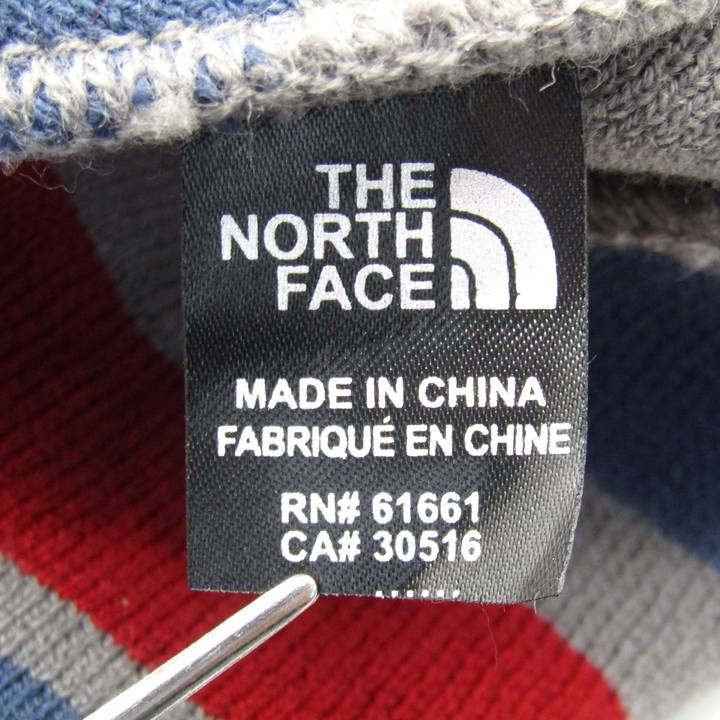 THE
NORTH
FACE
MADE IN CHINA
FABRIQUÉ EN CHINE
RN# 61661
CA# 30516